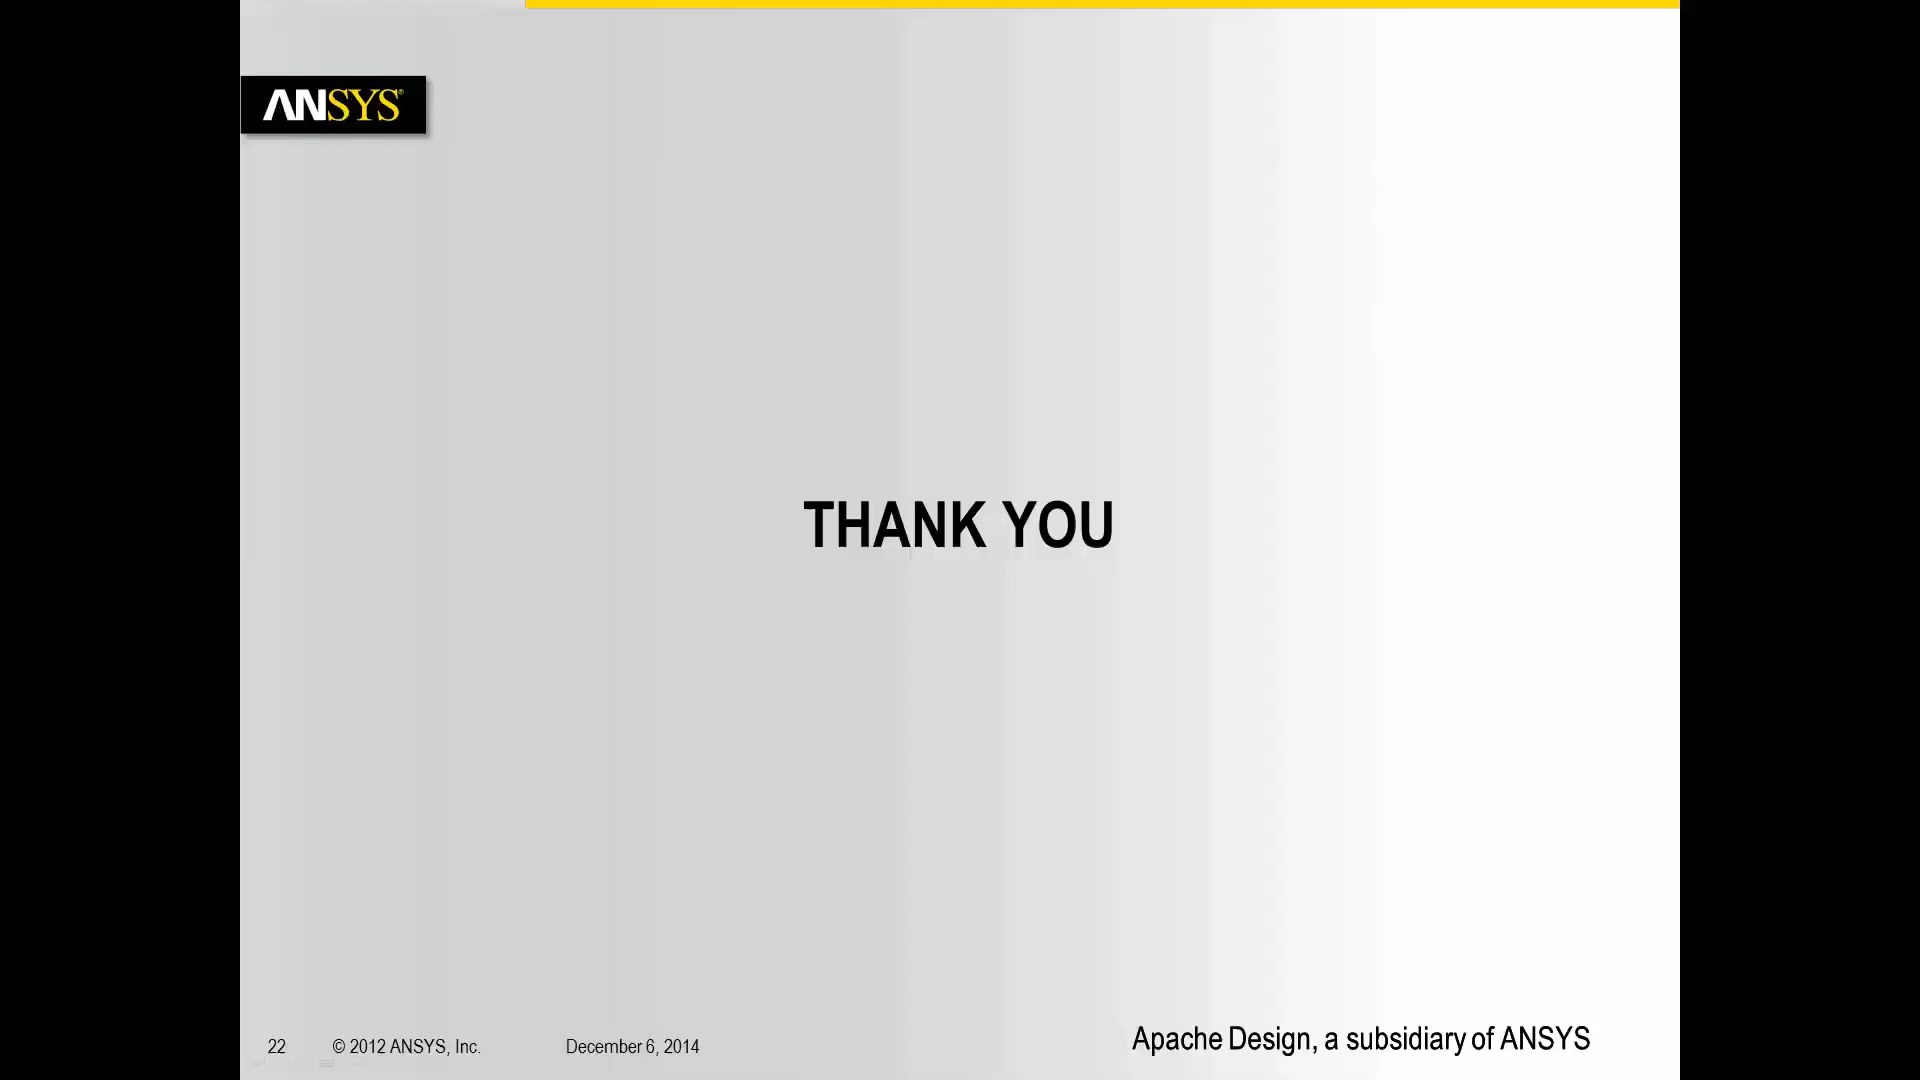 ANSYS®
THANK YOU
22 © 2012 ANSYS, Inc. December 6, 2014
Apache Design, a subsidiary of ANSYS